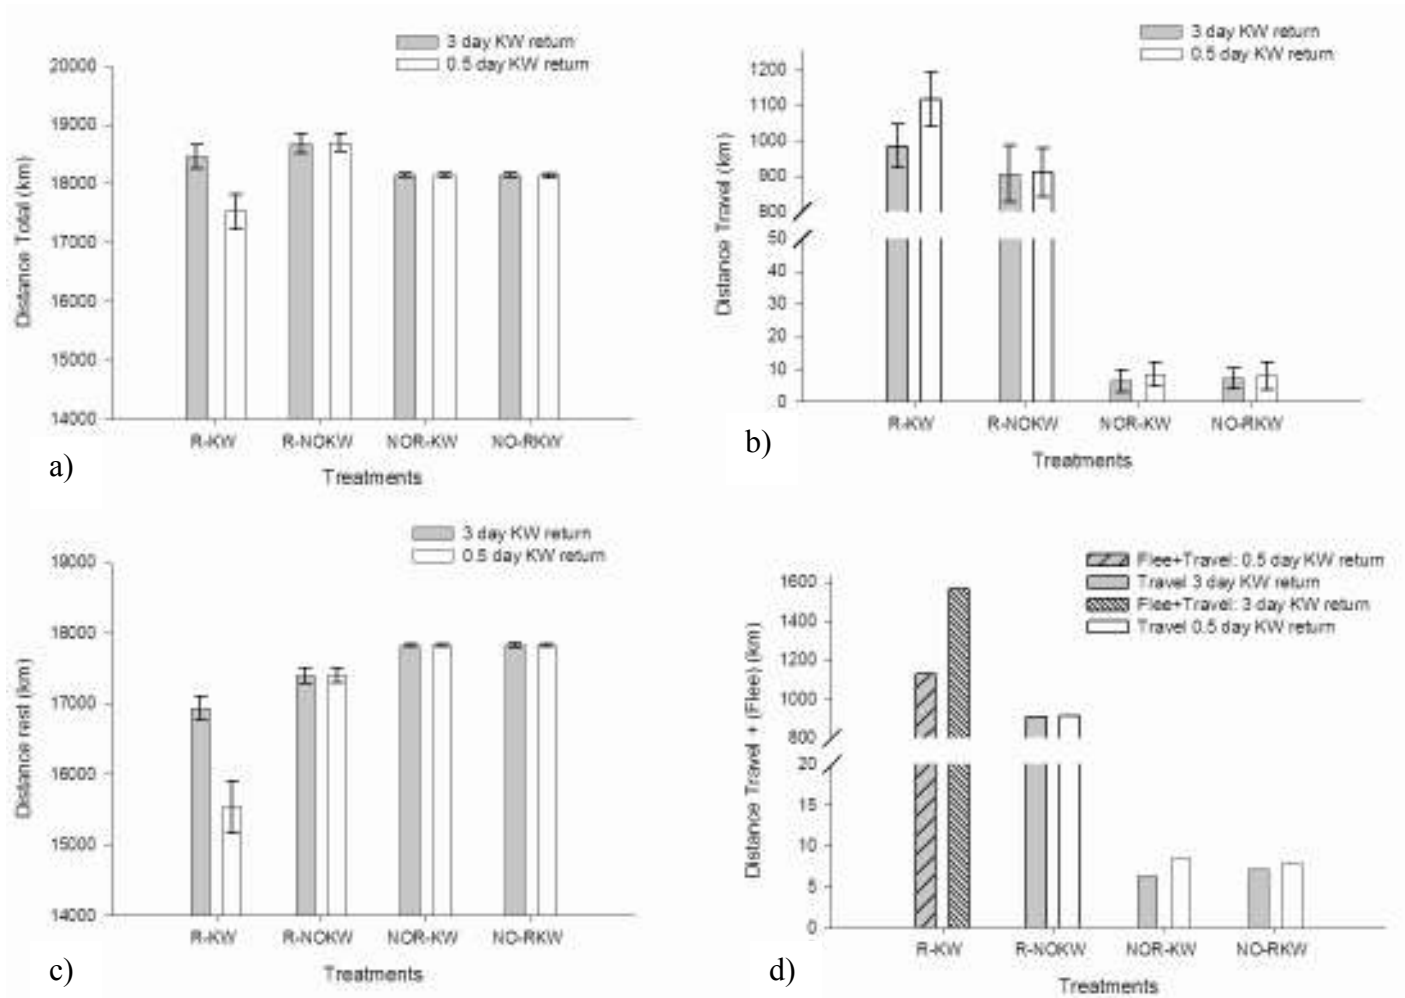 3 day KW return
0.5 day KW return
20000
19000
18000
17000
16000
15000
14000
Distance Total (km)
R-KW R-NOKW NOR-KW NO-RKW
Treatments
a)
3 day KW return
0.5 day KW return
1200
1100
1000
900
800
50
40
30
20
10
0
Distance Travel (km)
R-KW R-NOKW NOR-KW NO-RKW
Treatments
b)
3 day KW return
0.5 day KW return
19000
18000
17000
16000
15000
14000
Distance rest (km)
R-KW R-NOKW NOR-KW NO-RKW
Treatments
c)
Flee+Travel: 0.5 day KW return
Travel 3 day KW return
Flee+Travel: 3 day KW return
Travel 0.5 day KW return
1600
1400
1200
1000
800
20
15
10
5
0
Distance Travel + (Flee) (km)
R-KW R-NOKW NOR-KW NO-RKW
Treatments
d)